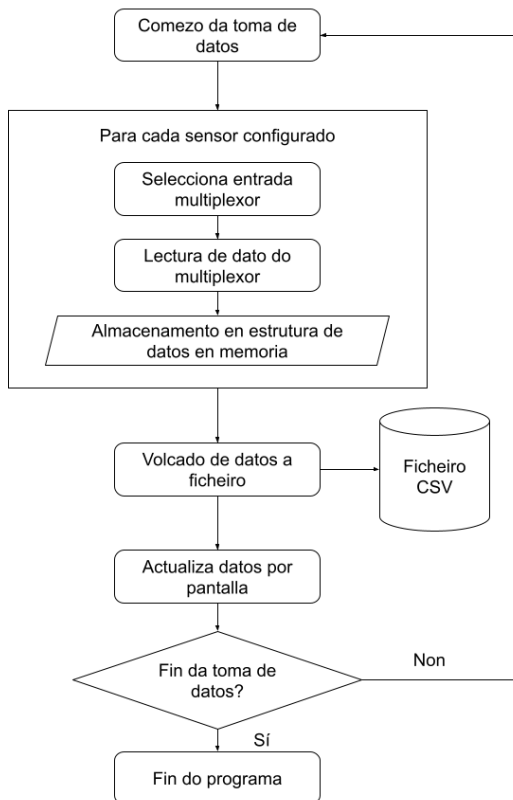 Comezo da toma de
datos
Para cada sensor configurado
Selecciona entrada
multiplexor
Lectura de dato do
multiplexor
Almacenamento en estrutura de
datos en memoria
Volcado de datos a
ficheiro
Ficheiro
CSV
Actualiza datos por
pantalla
Fin da toma de
datos?
Non
Sí
Fin do programa